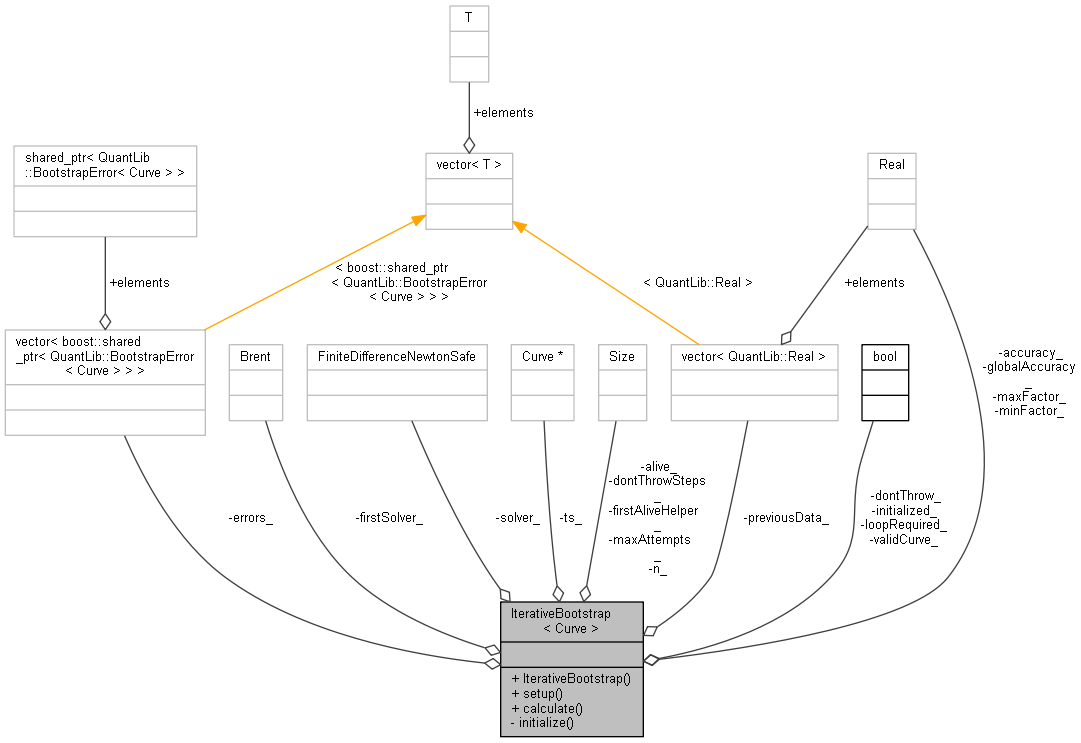 T
+elements
shared_ptr< QuantLib
::BootstrapError< Curve > >
vector< T >
Real
+elements
< boost::shared_ptr
< QuantLib::BootstrapError
< Curve > > >
< QuantLib::Real >
+elements
vector< boost::shared
_ptr< QuantLib::BootstrapError
< Curve > > >
Brent
FiniteDifferenceNewtonSafe
Curve *
Size
vector< QuantLib::Real >
bool
-accuracy_
-globalAccuracy
_
-maxFactor_
-minFactor_
-errors_
-firstSolver_
-solver_
-ts_
-alive_
-dontThrowSteps
_
-firstAliveHelper
_
-maxAttempts
_
-n_
-previousData_
-dontThrow_
-initialized_
-loopRequired_
-validCurve_
IterativeBootstrap
< Curve >
+ IterativeBootstrap()
+ setup()
+ calculate()
- initialize()